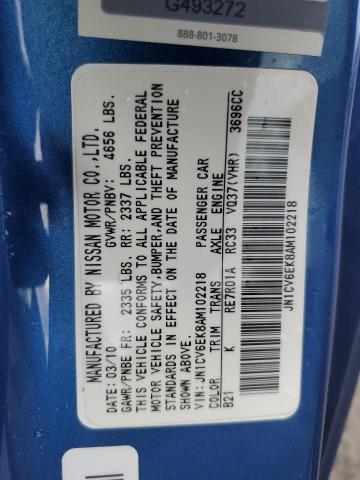 G493272
888-801-3078
MANUFACTURED BY NISSAN MOTOR CO.,LTD.
DATE: 03/10 GVWR/PNBV: 4656 LBS.
GAWR/PNBE FR: 2335 LBS. RR: 2337 LBS.
THIS VEHICLE CONFORMS TO ALL APPLICABLE FEDERAL
MOTOR VEHICLE SAFETY, BUMPER, AND THEFT PREVENTION
STANDARDS IN EFFECT ON THE DATE OF MANUFACTURE
SHOWN ABOVE.
VIN: JN1CV6EK8AM102218 PASSENGER CAR
COLOR TRIM TRANS AXLE ENGINE
B21 K RE7R01A RC33 VQ37(VHR) 3696CC
JN1CV6EK8AM102218